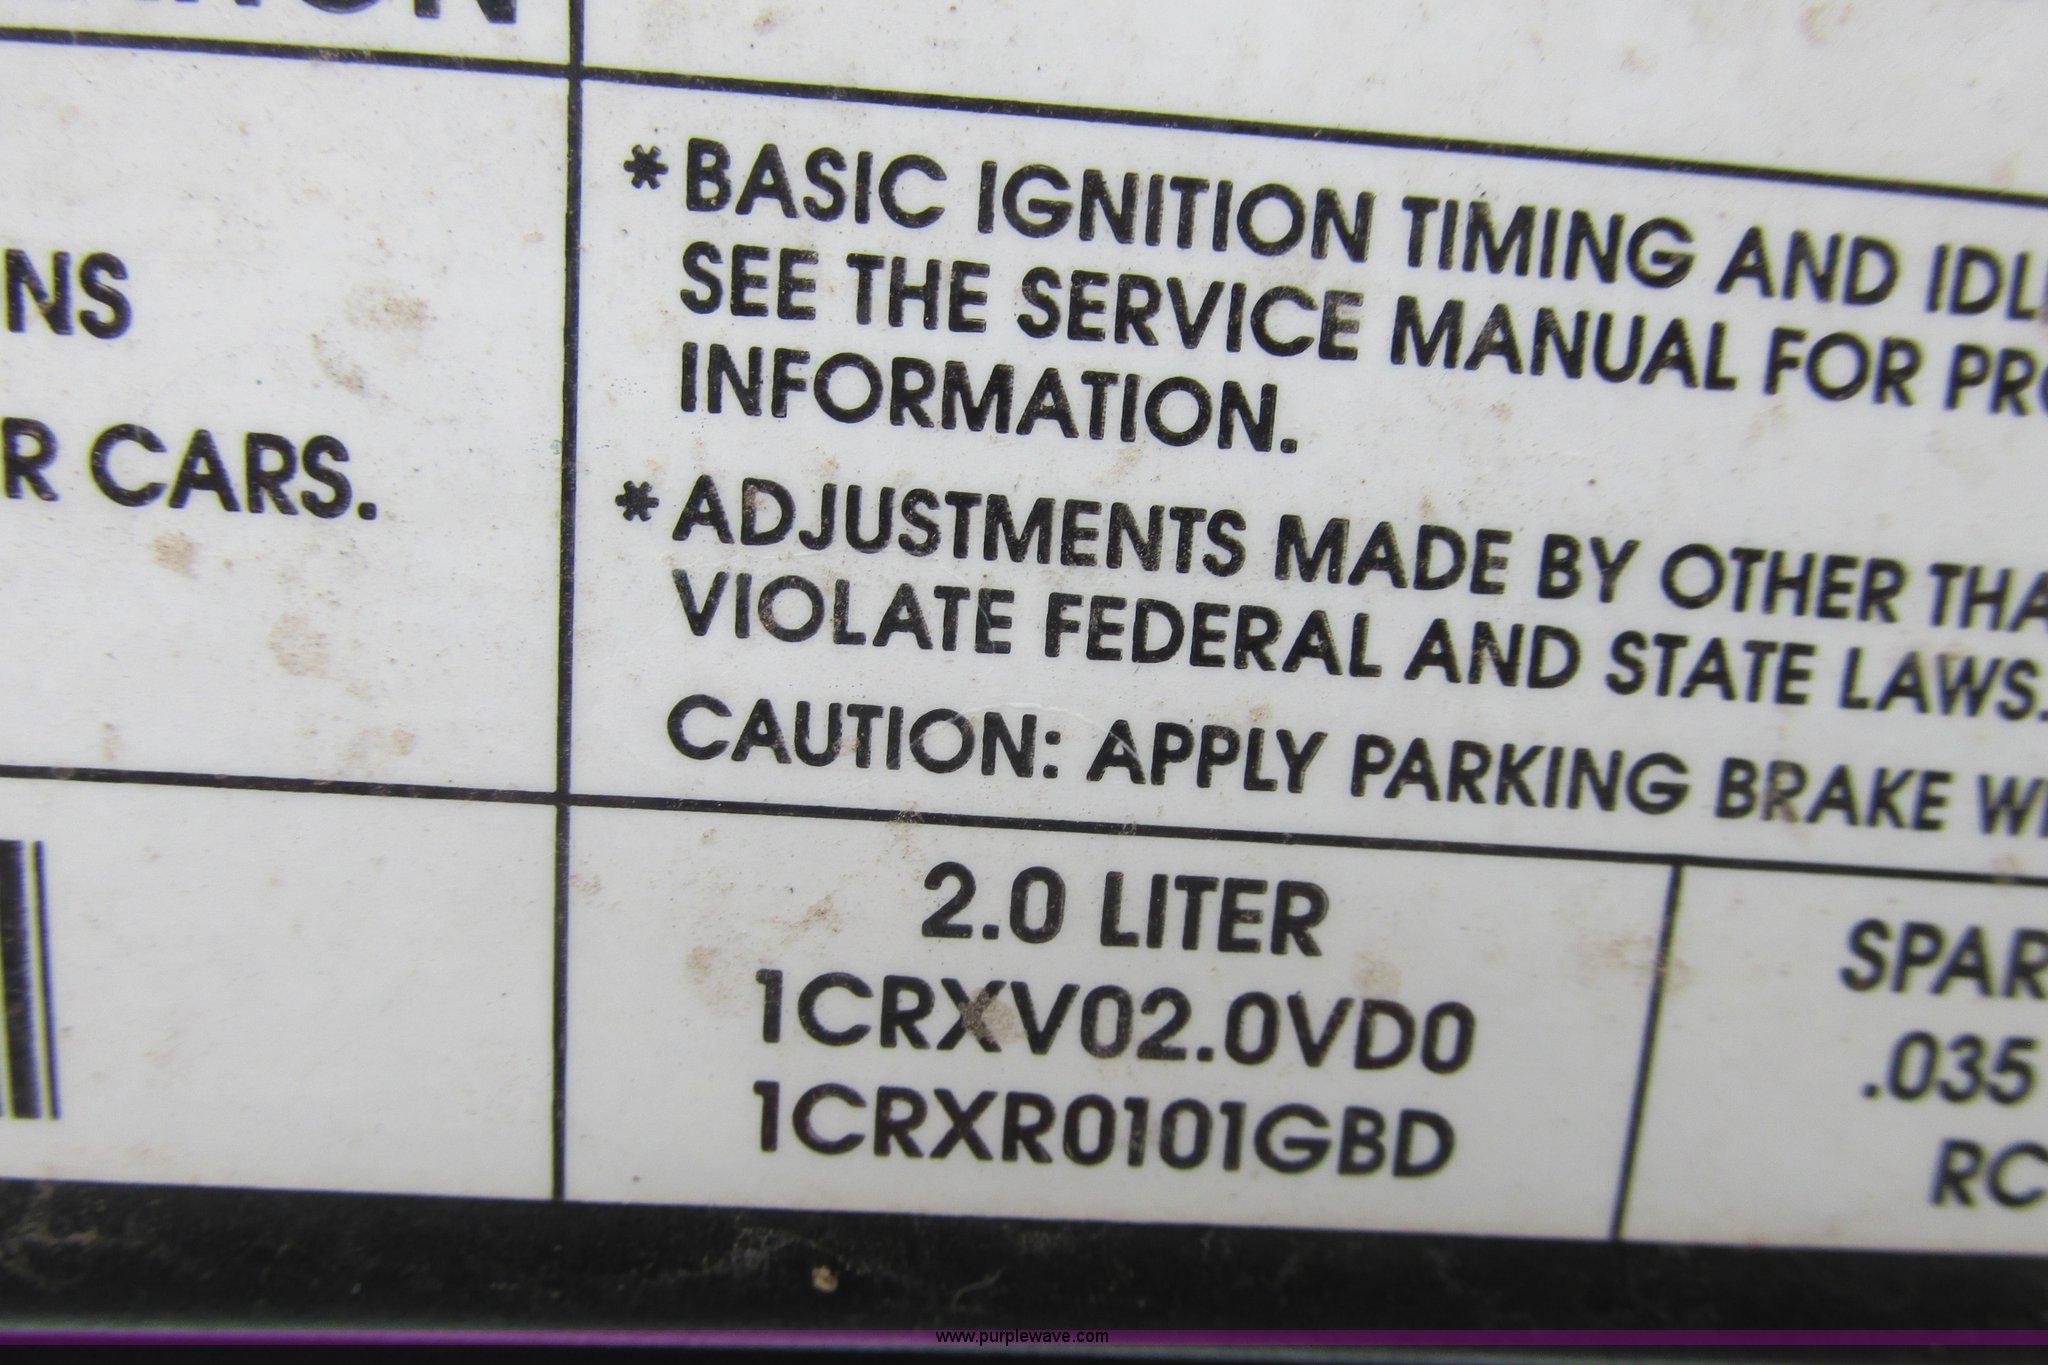 NS
R CARS.
* BASIC IGNITION TIMING AND IDL
SEE THE SERVICE MANUAL FOR PRO
INFORMATION.
* ADJUSTMENTS MADE BY OTHER THA
VIOLATE FEDERAL AND STATE LAWS.
CAUTION: APPLY PARKING BRAKE WH
2.0 LITER
1CRXV02.0VD0
1CRXR0101GBD
SPAR
.035
RC
www.purplewave.com